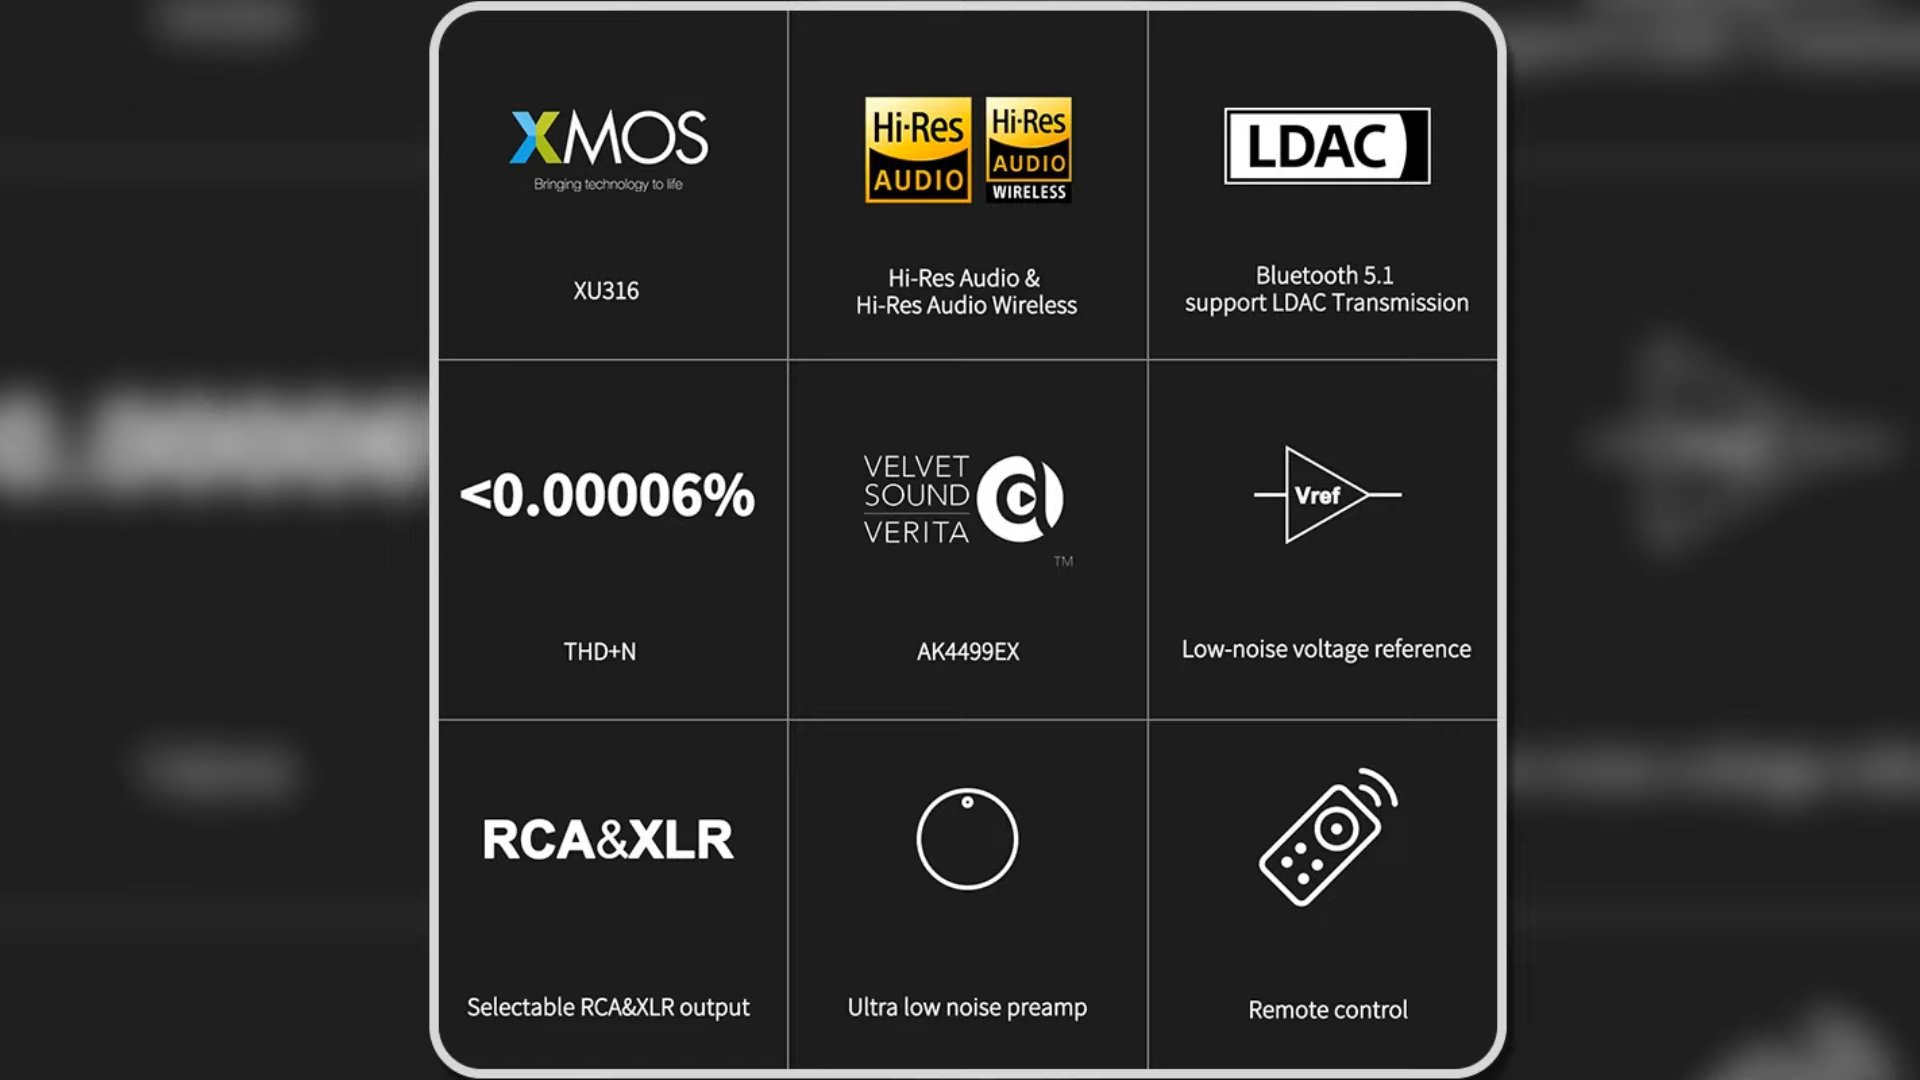 XMOS
Bringing technology to life
XU316
Hi-Res
AUDIO
Hi-Res
AUDIO
WIRELESS
Hi-Res Audio &
Hi-Res Audio Wireless
LDAC
Bluetooth 5.1
support LDAC Transmission
<0.00006%
THD+N
VELVET
SOUND
VERITA
TM
AK4499EX
Vref
Low-noise voltage reference
RCA&XLR
Selectable RCA&XLR output
Ultra low noise preamp
Remote control